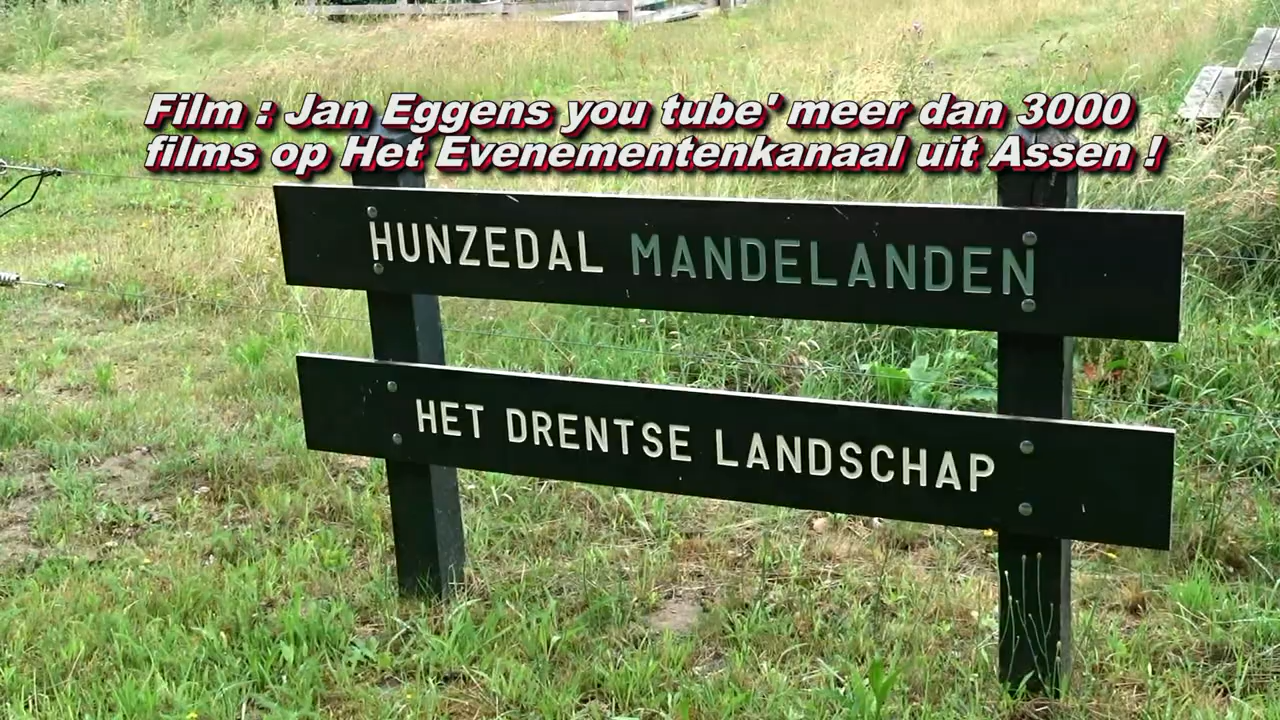 Film : Jan Eggens you tube' meer dan 3000
films op Het Evenementenkanaal uit Assen !
HUNZEDAL MANDELANDEN
HET DRENTSE LANDSCHAP